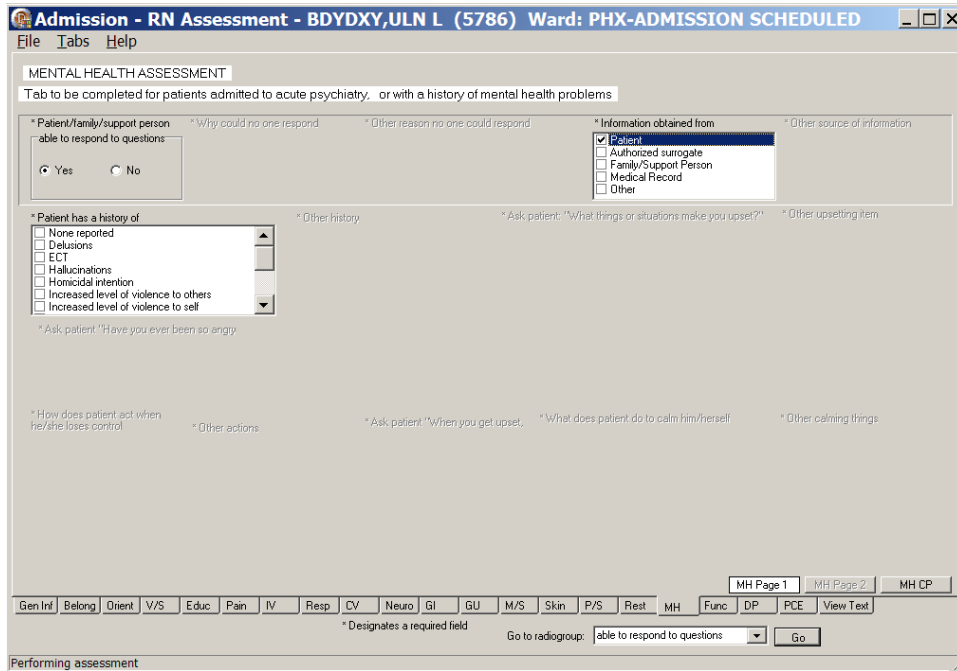 Admission - RN Assessment - BDYDXY,ULN L (5786) Ward: PHX-ADMISSION SCHEDULED
File Tabs Help
MENTAL HEALTH ASSESSMENT
Tab to be completed for patients admitted to acute psychiatry, or with a history of mental health problems
* Patient/family/support person
able to respond to questions
Yes No
* Why could no one respond
* Other reason no one could respond
* Information obtained from
Patient
Authorized surrogate
Family/Support Person
Medical Record
Other
* Other source of information
* Patient has a history of
None reported
Delusions
ECT
Hallucinations
Homicidal intention
Increased level of violence to others
Increased level of violence to self
* Other history
* Ask patient: "What things or situations make you upset?"
* Other upsetting item
* Ask patient "Have you ever been so angry
* How does patient act when
he/she loses control
* Other actions
* Ask patient "When you get upset,
* What does patient do to calm him/herself
* Other calming things
MH Page 1 MH Page 2 MH CP
Gen Inf Belong Orient V/S Educ Pain IV Resp CV Neuro GI GU M/S Skin P/S Rest MH Func DP PCE View Text
* Designates a required field
Go to radiogroup: able to respond to questions Go
Performing assessment